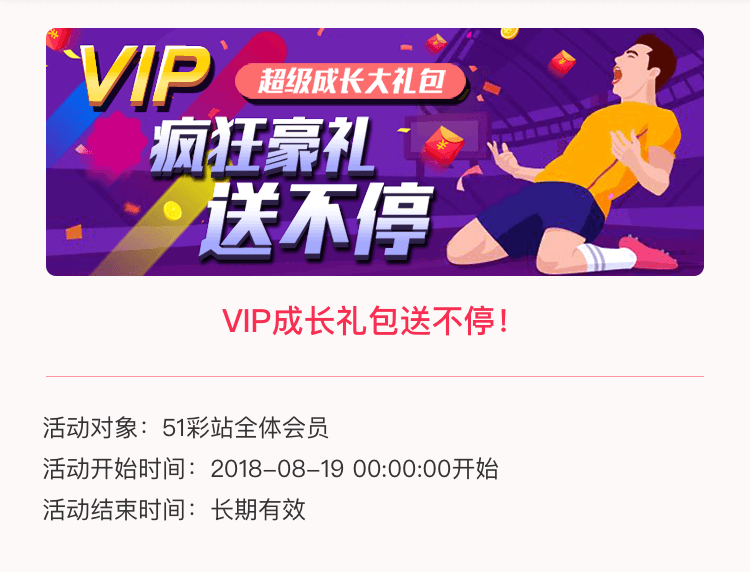 VIP
超级成长大礼包
疯狂豪礼
送不停
VIP成长礼包送不停！
活动对象：51彩站全体会员
活动开始时间：2018-08-19 00:00:00开始
活动结束时间：长期有效